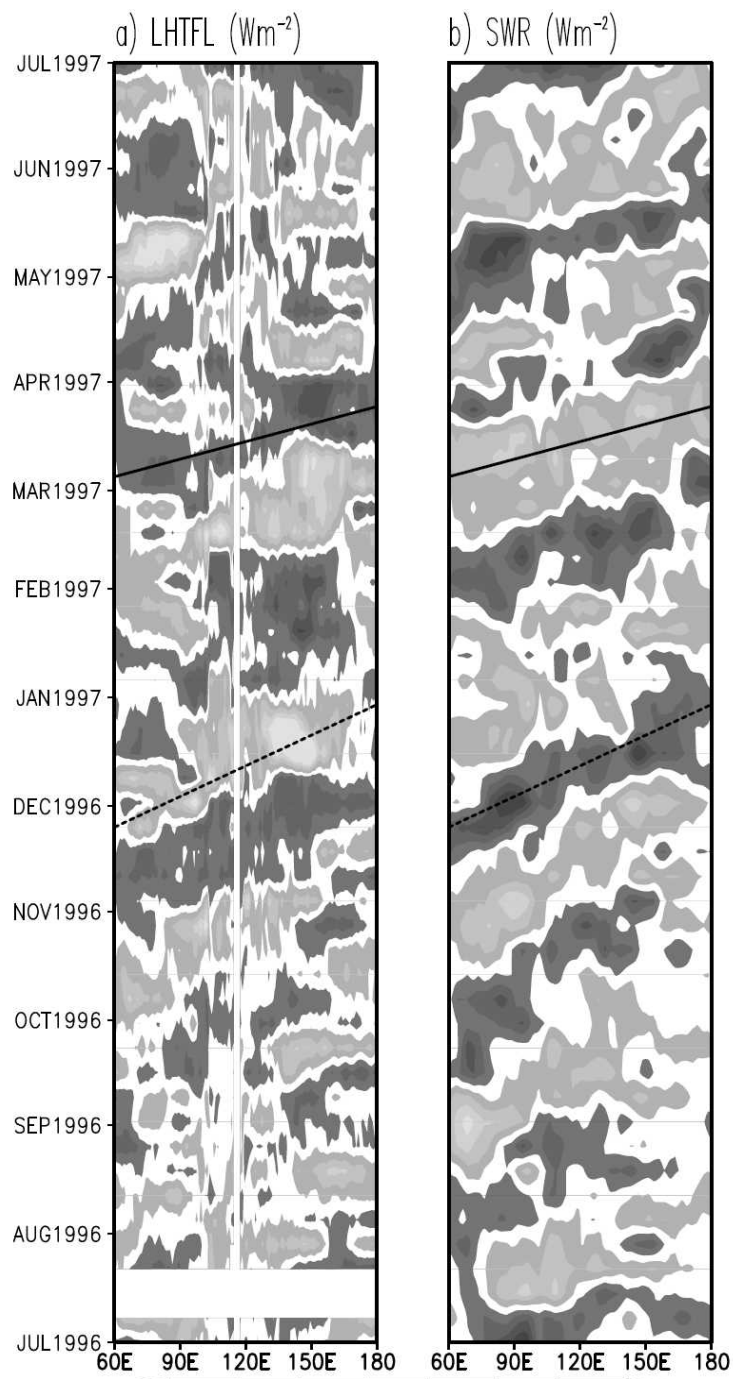 a) LHTFL (Wm⁻²)
b) SWR (Wm⁻²)
JUL1997
JUN1997
MAY1997
APR1997
MAR1997
FEB1997
JAN1997
DEC1996
NOV1996
OCT1996
SEP1996
AUG1996
JUL1996
60E 90E 120E 150E 180
60E 90E 120E 150E 180